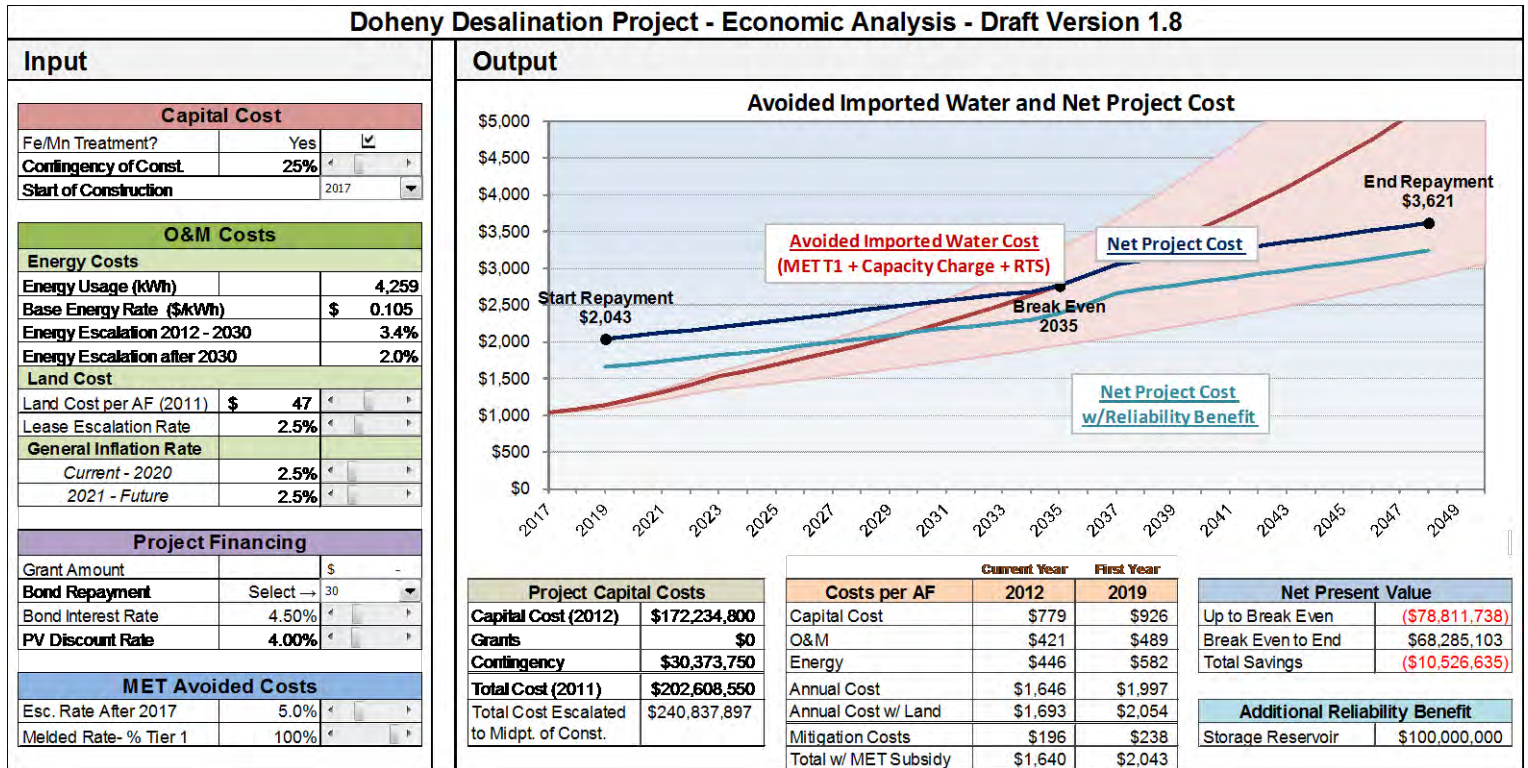 Doheny Desalination Project - Economic Analysis - Draft Version 1.8
Input
Capital Cost
Fe/Mn Treatment? Yes
Contingency of Const. 25%
Start of Construction 2017
O&M Costs
Energy Costs
Energy Usage (kWh) 4,259
Base Energy Rate ($/kWh) $ 0.105
Energy Escalation 2012 - 2030 3.4%
Energy Escalation after 2030 2.0%
Land Cost
Land Cost per AF (2011) $ 47
Lease Escalation Rate 2.5%
General Inflation Rate
Current - 2020 2.5%
2021 - Future 2.5%
Project Financing
Grant Amount $ -
Bond Repayment Select → 30
Bond Interest Rate 4.50%
PV Discount Rate 4.00%
MET Avoided Costs
Esc. Rate After 2017 5.0%
Melded Rate- % Tier 1 100%
Output
Avoided Imported Water and Net Project Cost
$5,000
$4,500
$4,000
$3,500
$3,000
$2,500
$2,000
$1,500
$1,000
$500
$0
End Repayment
$3,621
Avoided Imported Water Cost
(MET T1 + Capacity Charge + RTS)
Net Project Cost
Start Repayment
$2,043
Break Even
2035
Net Project Cost
w/Reliability Benefit
2017 2019 2021 2023 2025 2027 2029 2031 2033 2035 2037 2039 2041 2043 2045 2047 2049
Project Capital Costs
Capital Cost (2012) $172,234,800
Grants $0
Contingency $30,373,750
Total Cost (2011) $202,608,550
Total Cost Escalated $240,837,897
to Midpt. of Const.
Current Year First Year
Costs per AF 2012 2019
Capital Cost $779 $926
O&M $421 $489
Energy $446 $582
Annual Cost $1,646 $1,997
Annual Cost w/ Land $1,693 $2,054
Mitigation Costs $196 $238
Total w/ MET Subsidy $1,640 $2,043
Net Present Value
Up to Break Even ($78,811,738)
Break Even to End $68,285,103
Total Savings ($10,526,635)
Additional Reliability Benefit
Storage Reservoir $100,000,000